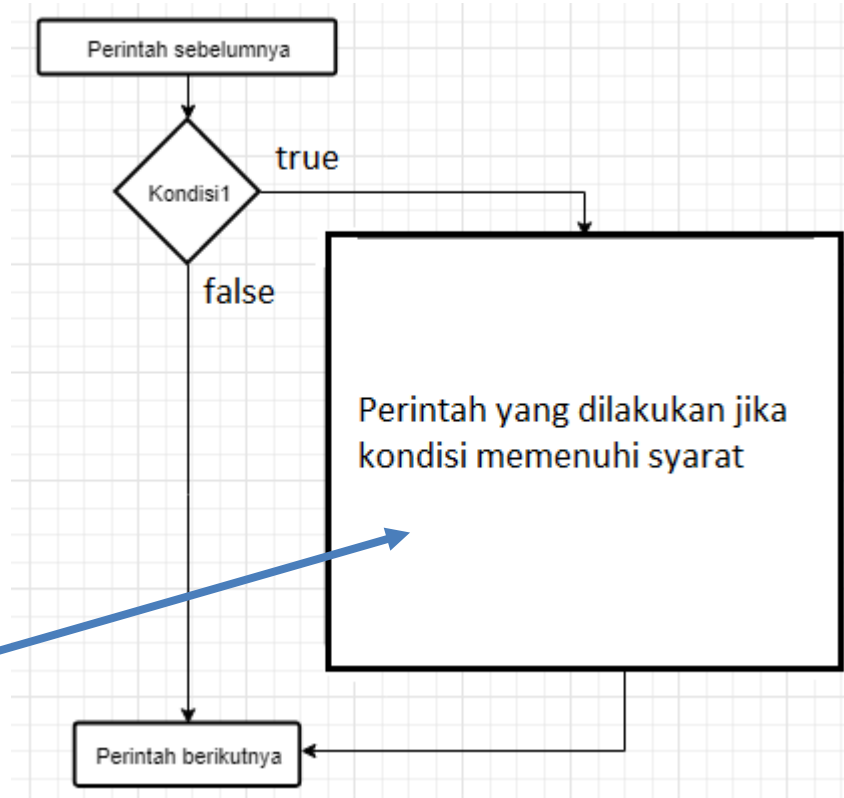 Perintah sebelumnya
true
Kondisi1
false
Perintah yang dilakukan jika
kondisi memenuhi syarat
Perintah berikutnya